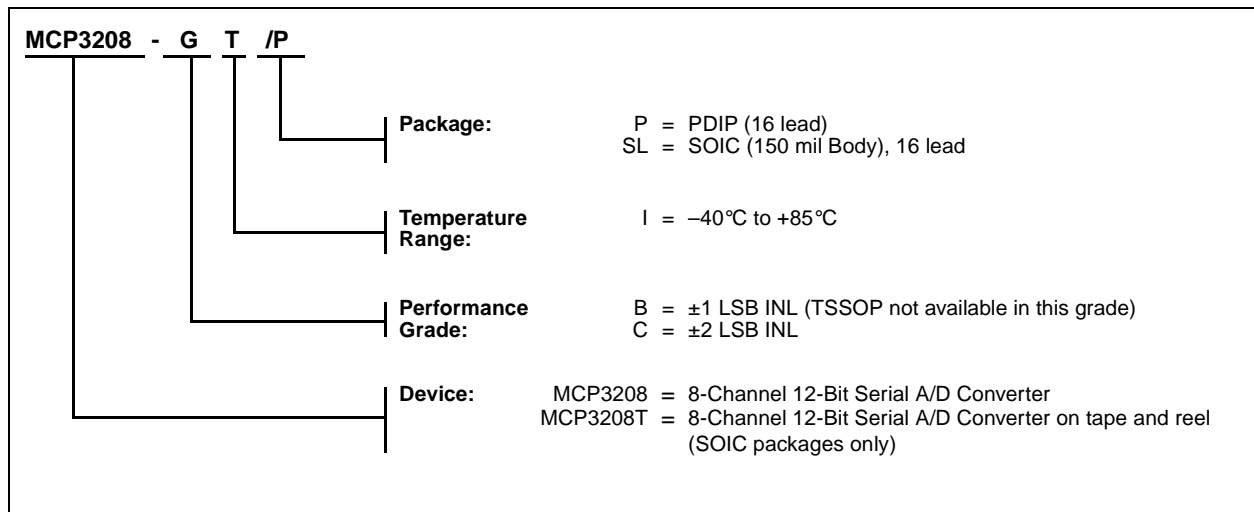 MCP3208 - G T /P
Package: P = PDIP (16 lead)
SL = SOIC (150 mil Body), 16 lead
Temperature I = –40°C to +85°C
Range:
Performance B = ±1 LSB INL (TSSOP not available in this grade)
Grade: C = ±2 LSB INL
Device: MCP3208 = 8-Channel 12-Bit Serial A/D Converter
MCP3208T = 8-Channel 12-Bit Serial A/D Converter on tape and reel
(SOIC packages only)